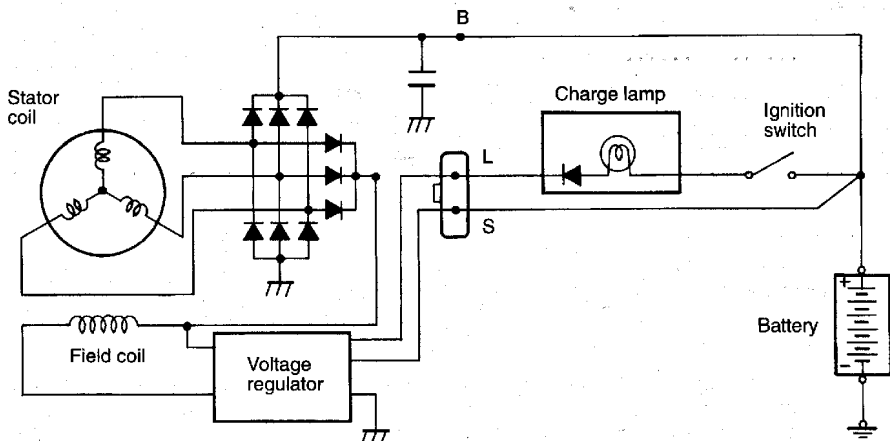 B
Stator
coil
Charge lamp
Ignition
switch
L
S
+
Battery
-
Field coil
Voltage
regulator